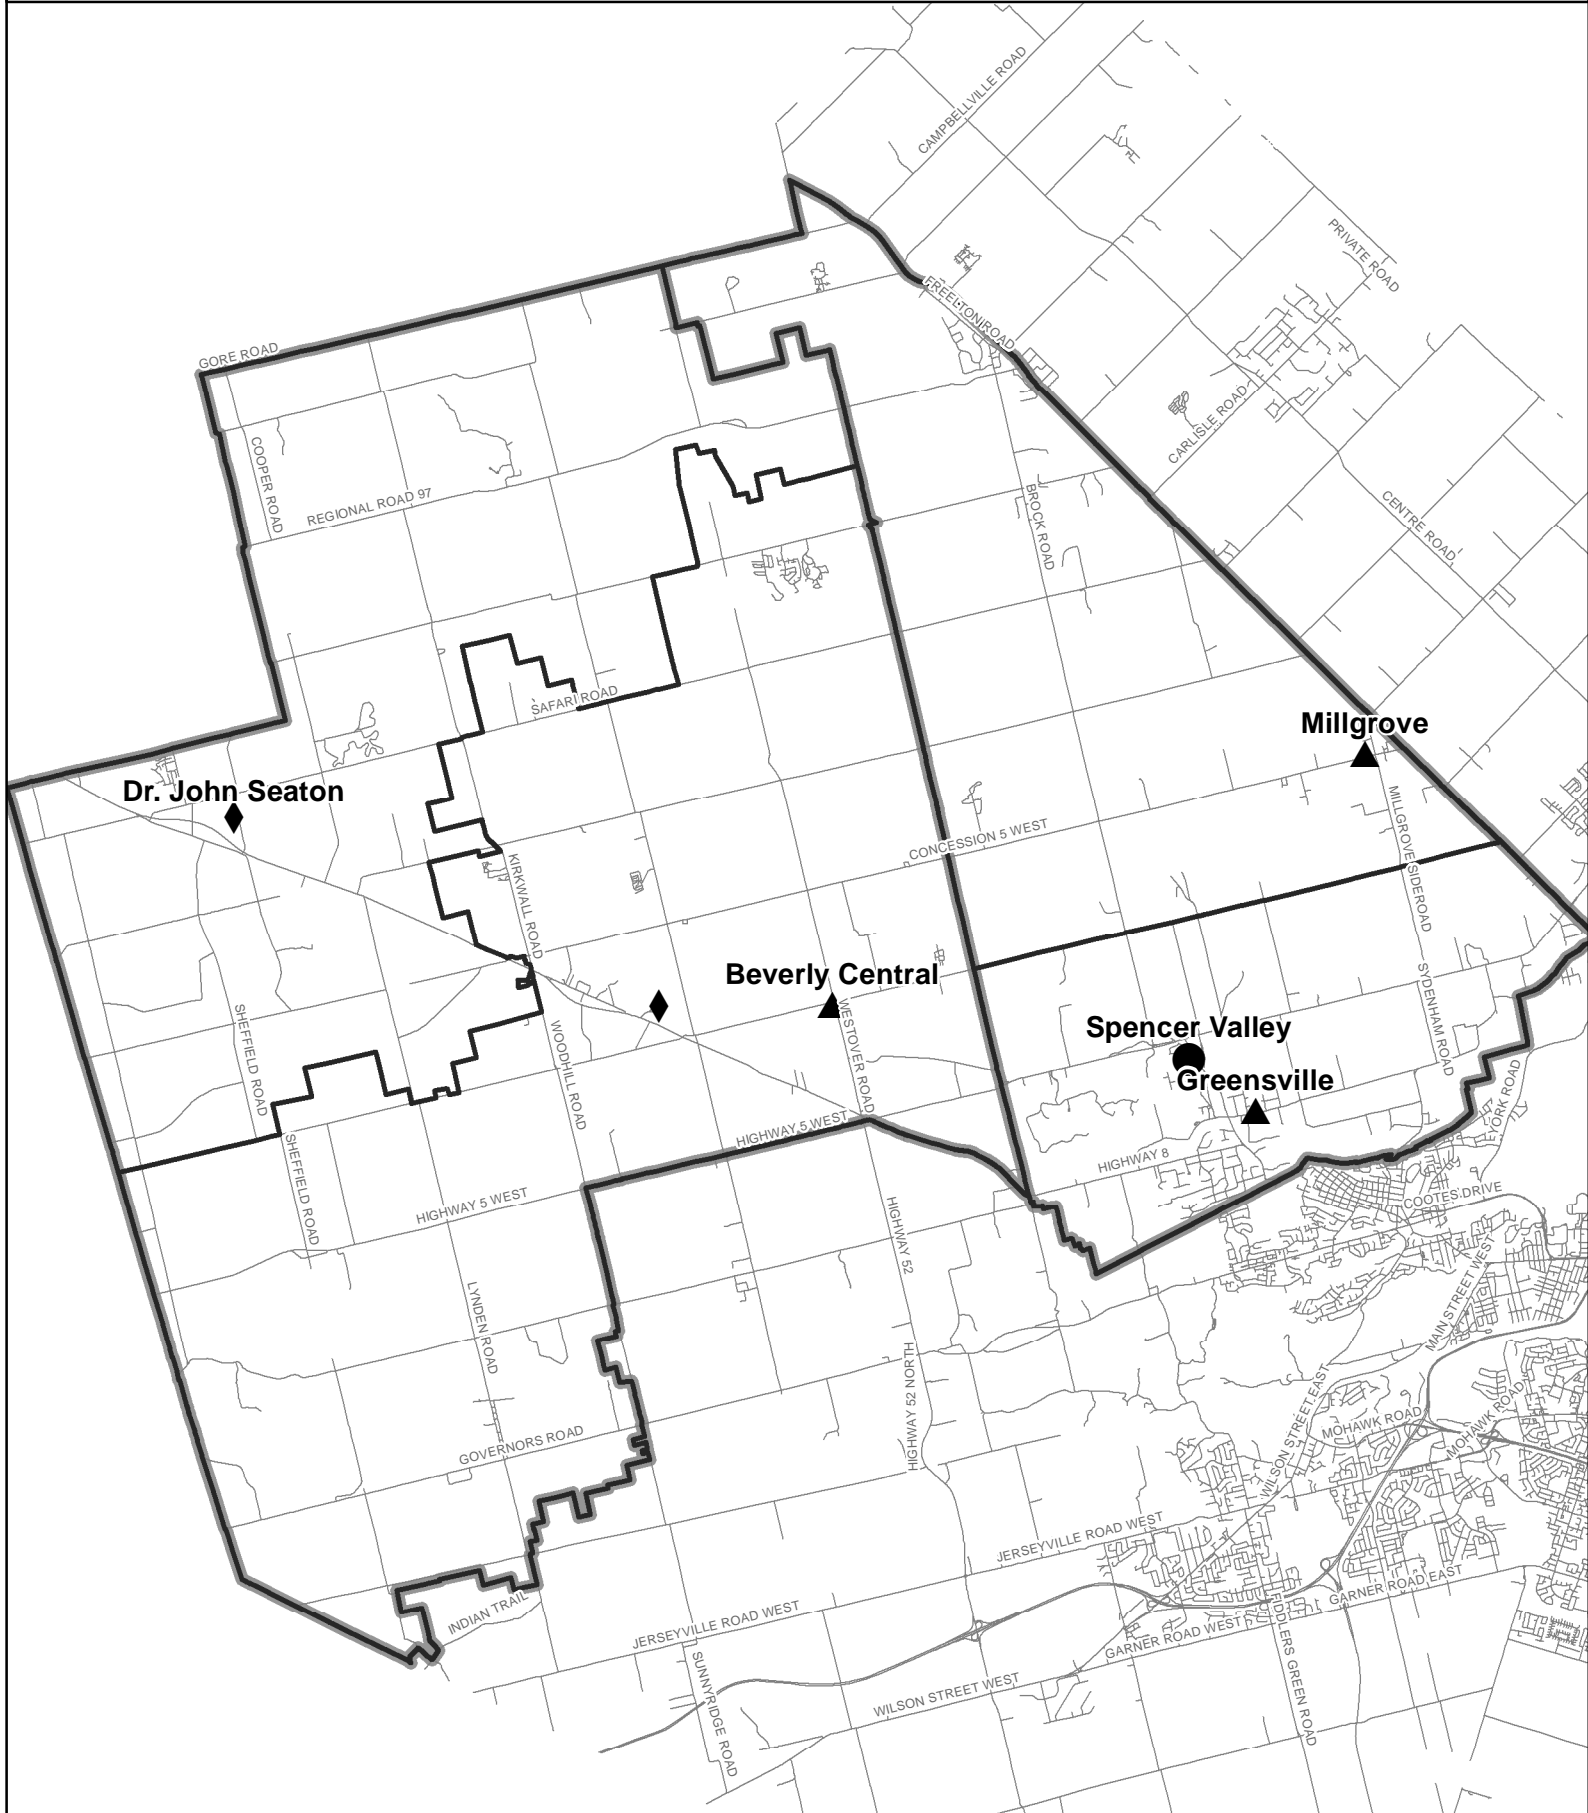 CAMPBELLVILLE ROAD
PRIVATE ROAD
FREELTON ROAD
GORE ROAD
CARLISLE ROAD
COOPER ROAD
REGIONAL ROAD 97
BROCK ROAD
CENTRE ROAD
SAFARI ROAD
Millgrove
Dr. John Seaton
CONCESSION 5 WEST
MILLGROVE SIDEROAD
KIRKWALL ROAD
Beverly Central
SYDENHAM ROAD
SHEFFIELD ROAD
WOODHILL ROAD
WESTOVER ROAD
Spencer Valley
Greensville
YORK ROAD
HIGHWAY 5 WEST
SHEFFIELD ROAD
HIGHWAY 8
HIGHWAY 5 WEST
COOTES DRIVE
HIGHWAY 52
MAIN STREET WEST
LYNDEN ROAD
HIGHWAY 52 NORTH
WILSON STREET EAST
MOHAWK ROAD
MOHAWK ROAD
GOVERNORS ROAD
JERSEYVILLE ROAD WEST
GARNER ROAD EAST
INDIAN TRAIL
JERSEYVILLE ROAD WEST
GARNER ROAD WEST
FIDDLERS GREEN ROAD
SUNNYRIDGE ROAD
WILSON STREET WEST